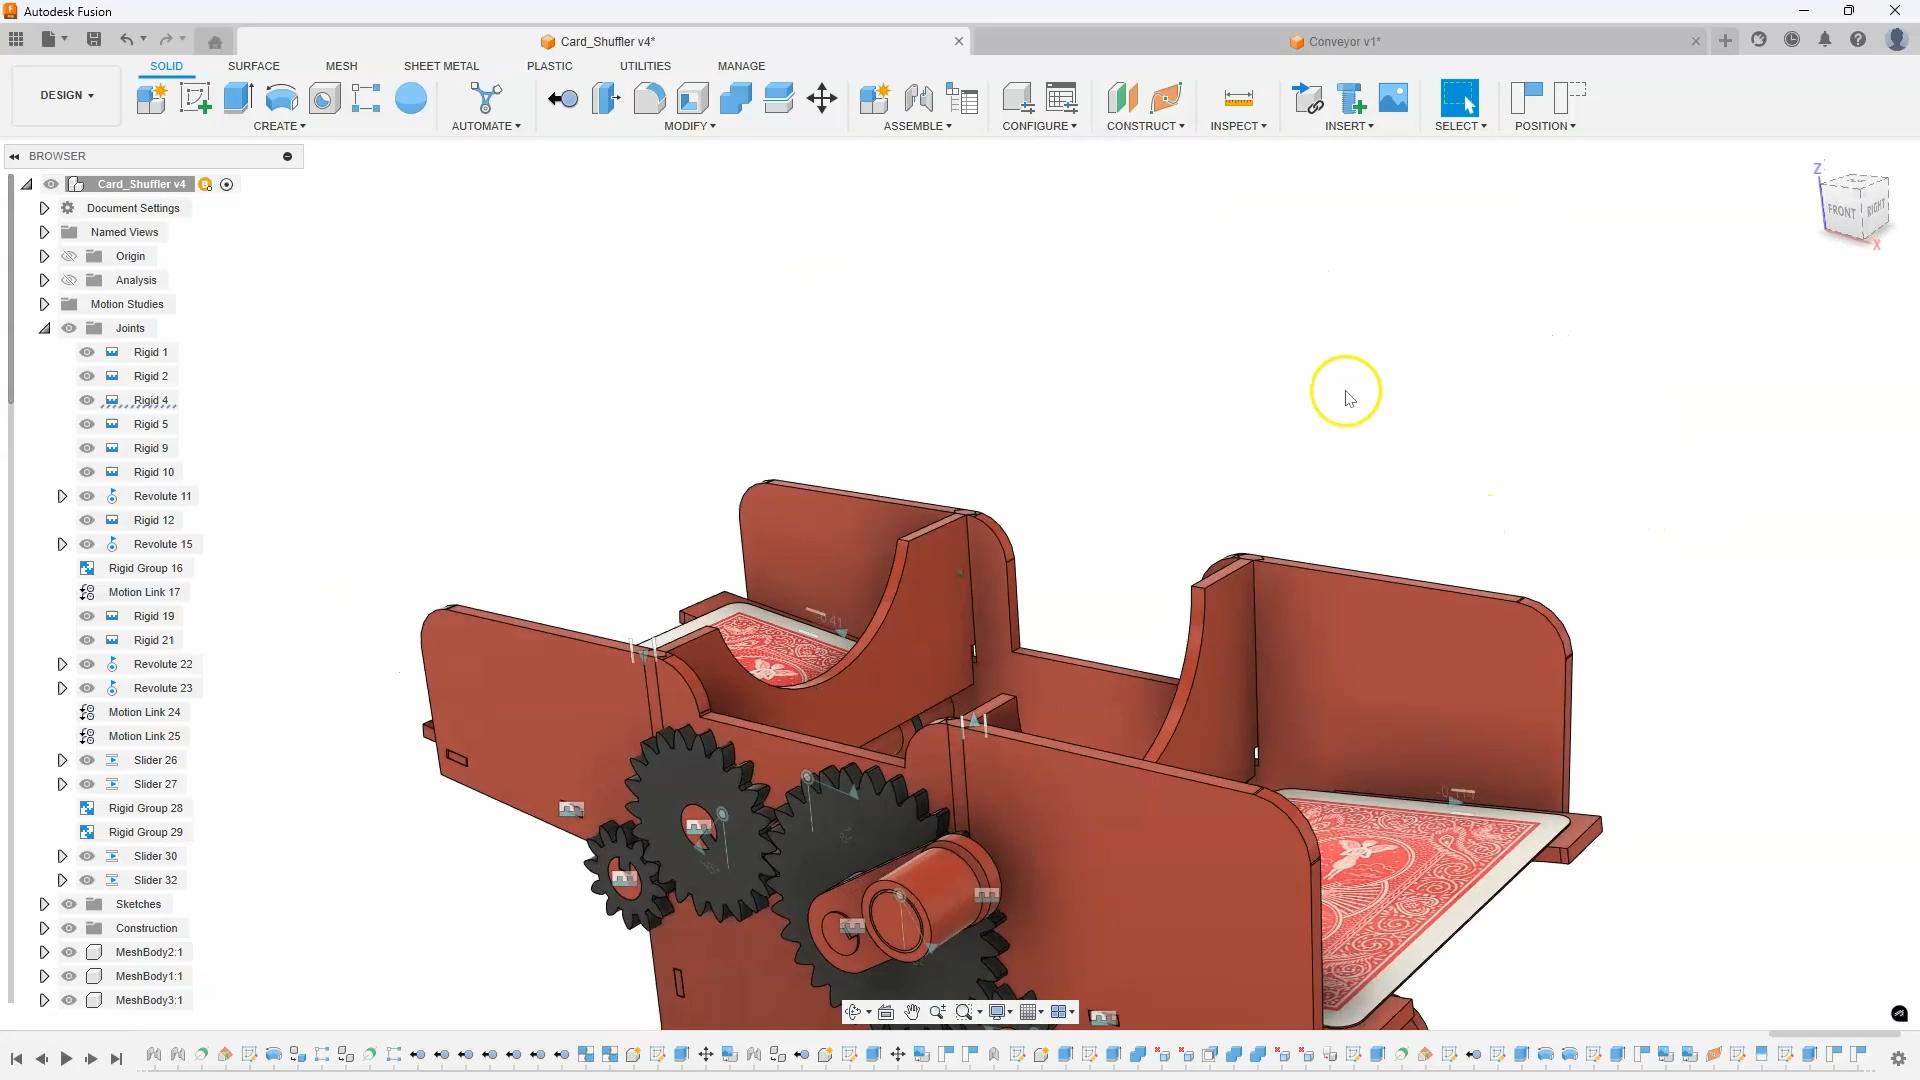 Autodesk Fusion
Card_Shuffler v4*
Conveyor v1*
SOLID SURFACE MESH SHEET METAL PLASTIC UTILITIES MANAGE
DESIGN
CREATE AUTOMATE MODIFY ASSEMBLE CONFIGURE CONSTRUCT INSPECT INSERT SELECT POSITION
BROWSER
Card_Shuffler v4
Document Settings
Named Views
Origin
Analysis
Motion Studies
Joints
Rigid 1
Rigid 2
Rigid 4
Rigid 5
Rigid 9
Rigid 10
Revolute 11
Rigid 12
Revolute 15
Rigid Group 16
Motion Link 17
Rigid 19
Rigid 21
Revolute 22
Revolute 23
Motion Link 24
Motion Link 25
Slider 26
Slider 27
Rigid Group 28
Rigid Group 29
Slider 30
Slider 32
Sketches
Construction
MeshBody2:1
MeshBody1:1
MeshBody3:1
Z
FRONT RIGHT
X